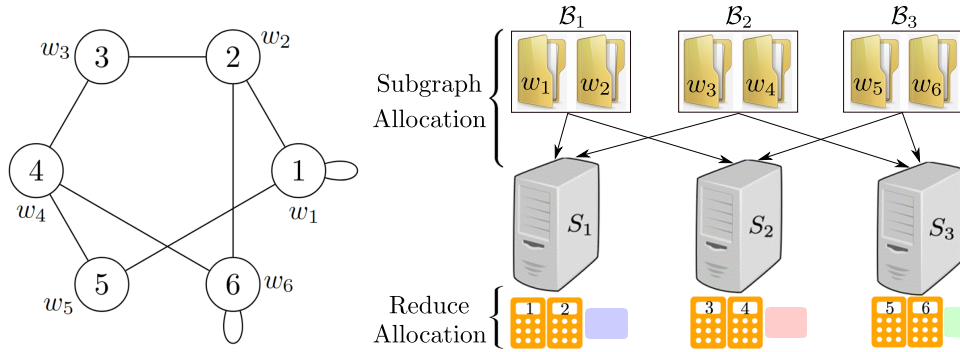 w₃ 3 2 w₂
4 1
w₄ w₁
w₅ 5 6 w₆
B₁ B₂ B₃
Subgraph
Allocation
w₁ w₂ w₃ w₄ w₅ w₆
S₁ S₂ S₃
Reduce
Allocation
1 2 3 4 5 6